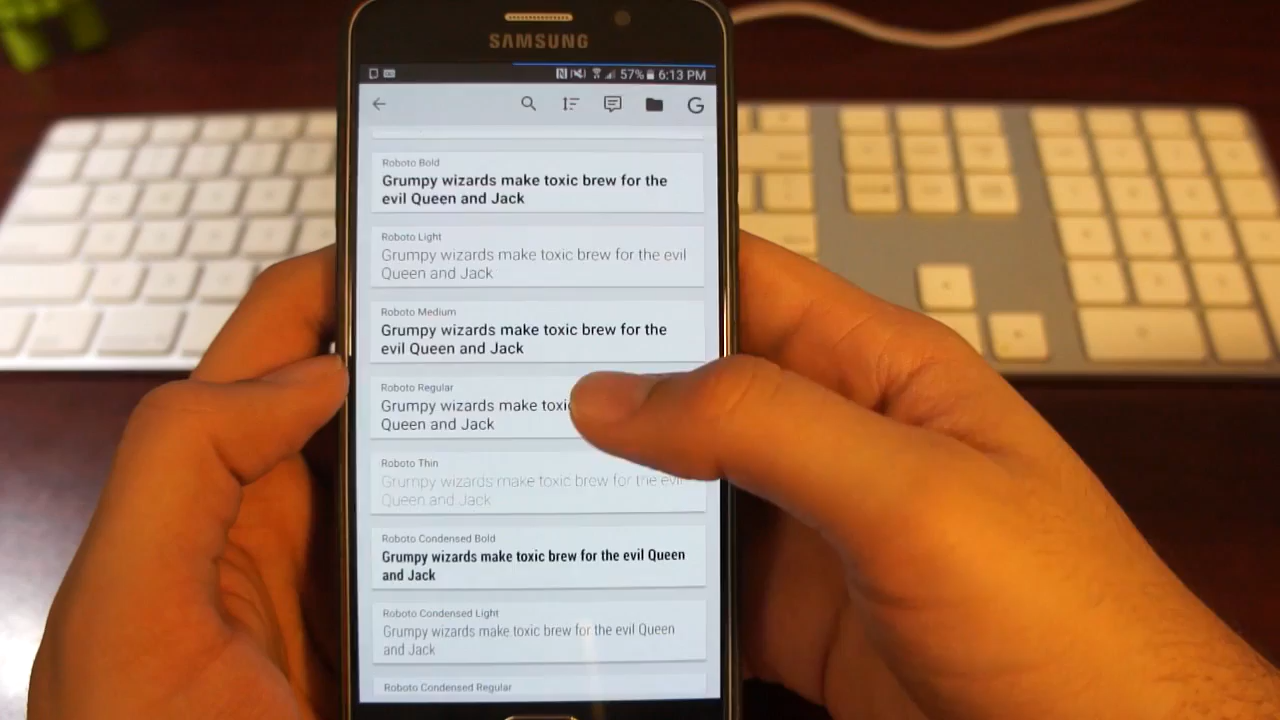 SAMSUNG
57% 6:13 PM
G
Roboto Bold
Grumpy wizards make toxic brew for the
evil Queen and Jack
Roboto Light
Grumpy wizards make toxic brew for the evil
Queen and Jack
Roboto Medium
Grumpy wizards make toxic brew for the
evil Queen and Jack
Roboto Regular
Grumpy wizards make toxic
Queen and Jack
Roboto Thin
Grumpy wizards make toxic brew for the evil
Queen and Jack
Roboto Condensed Bold
Grumpy wizards make toxic brew for the evil Queen
and Jack
Roboto Condensed Light
Grumpy wizards make toxic brew for the evil Queen
and Jack
Roboto Condensed Regular